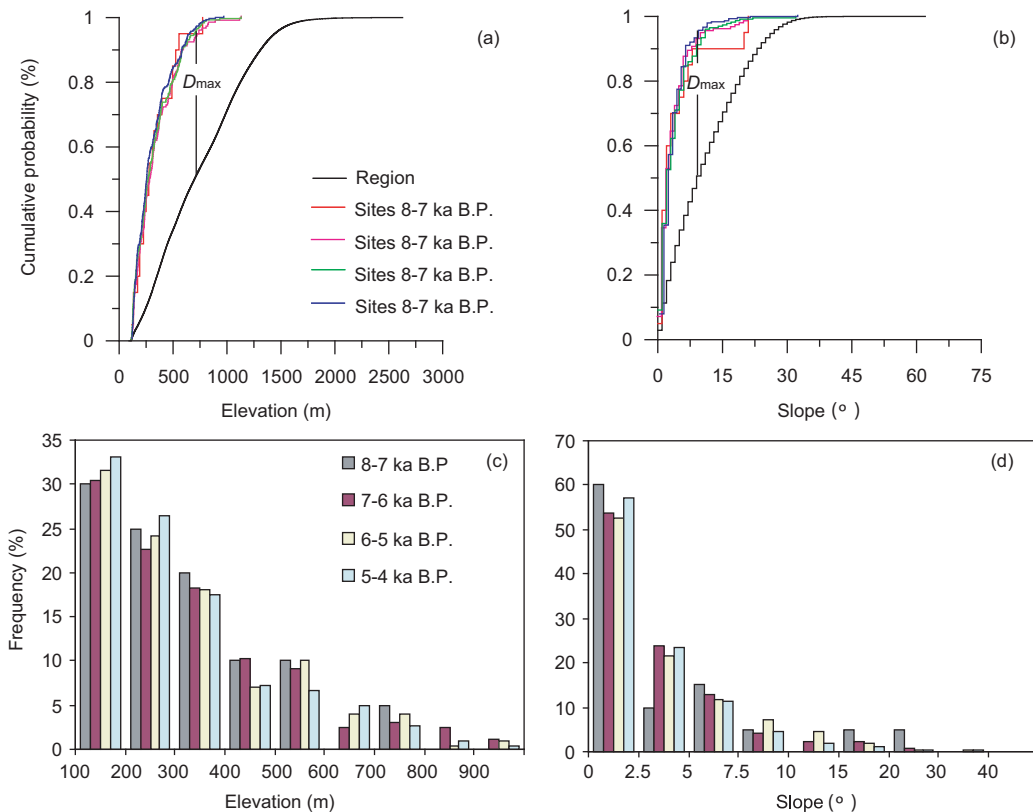 (a)
1
0.8
0.6
0.4
0.2
0
Cumulative probability (%)
Dmax
Region
Sites 8-7 ka B.P.
Sites 8-7 ka B.P.
Sites 8-7 ka B.P.
Sites 8-7 ka B.P.
0 500 1000 1500 2000 2500 3000
Elevation (m)
(b)
1
0.8
0.6
0.4
0.2
0
Dmax
0 15 30 45 60 75
Slope (°)
(c)
35
30
25
20
15
10
5
0
Frequency (%)
8-7 ka B.P
7-6 ka B.P.
6-5 ka B.P.
5-4 ka B.P.
100 200 300 400 500 600 700 800 900
Elevation (m)
(d)
70
60
50
40
30
20
10
0
0 2.5 5 7.5 10 15 20 30 40
Slope (°)